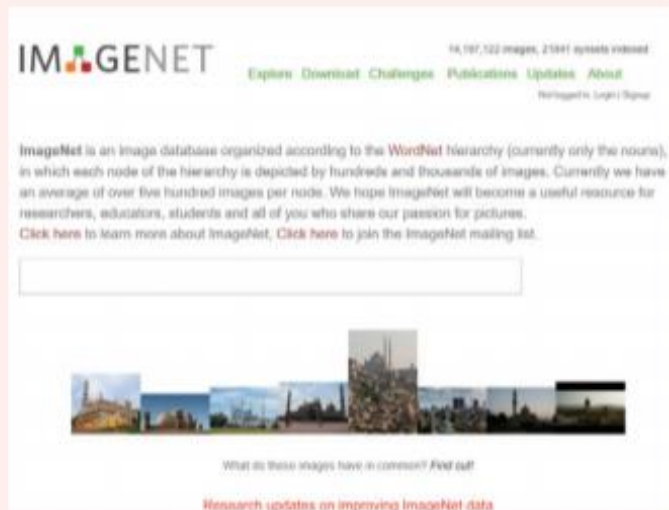 IMAGENET
14,197,122 images, 21841 synsets indexed
Explore Download Challenges Publications Updates About
Not logged in. Login | Signup
ImageNet is an image database organized according to the WordNet hierarchy (currently only the nouns),
in which each node of the hierarchy is depicted by hundreds and thousands of images. Currently we have
an average of over five hundred images per node. We hope ImageNet will become a useful resource for
researchers, educators, students and all of you who share our passion for pictures.
Click here to learn more about ImageNet, Click here to join the ImageNet mailing list.
What do these images have in common? Find out!
Research updates on improving ImageNet data